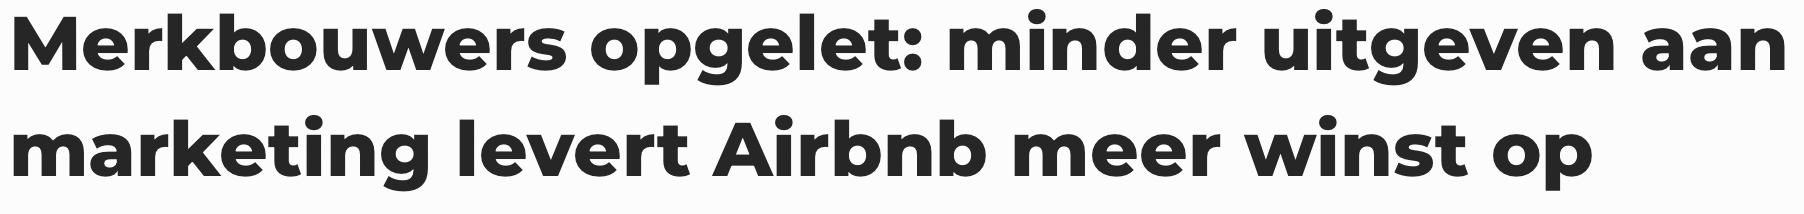 Merkbouwers opgelet: minder uitgeven aan
marketing levert Airbnb meer winst op